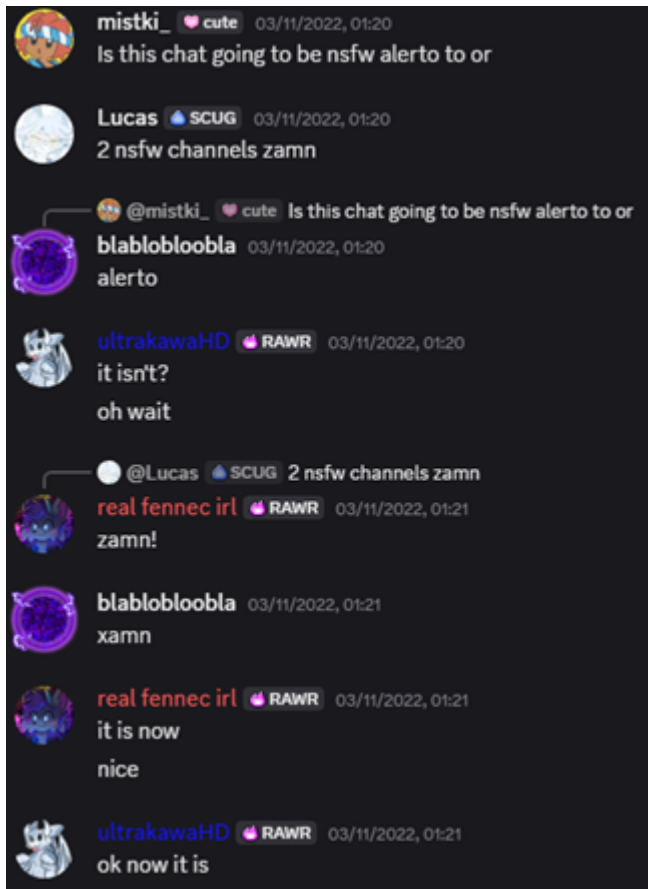 mistki_ cute 03/11/2022, 01:20
Is this chat going to be nsfw alerto to or
Lucas SCUG 03/11/2022, 01:20
2 nsfw channels zamn
@mistki_ cute Is this chat going to be nsfw alerto to or
blablobloobla 03/11/2022, 01:20
alerto
ultrakawaHD RAWR 03/11/2022, 01:20
it isn't?
oh wait
@Lucas SCUG 2 nsfw channels zamn
real fennec irl RAWR 03/11/2022, 01:21
zamn!
blablobloobla 03/11/2022, 01:21
xamn
real fennec irl RAWR 03/11/2022, 01:21
it is now
nice
ultrakawaHD RAWR 03/11/2022, 01:21
ok now it is